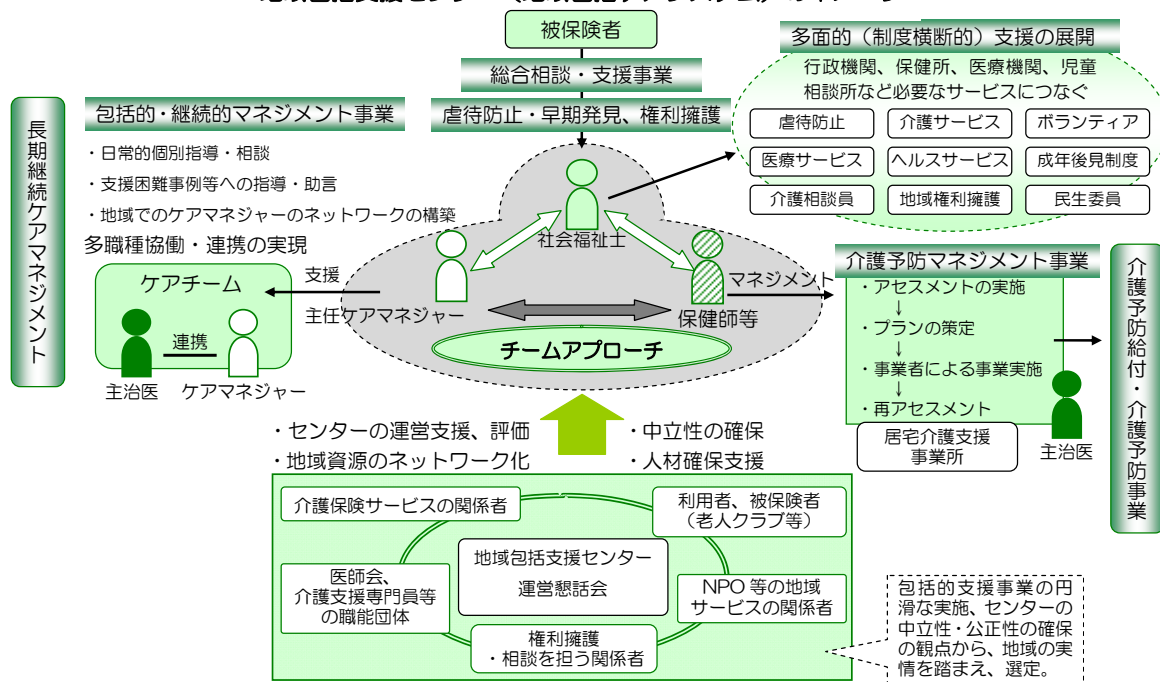 被保険者
総合相談・支援事業
虐待防止・早期発見、権利擁護
多面的（制度横断的）支援の展開
行政機関、保健所、医療機関、児童
相談所など必要なサービスにつなぐ
虐待防止
介護サービス
ボランティア
医療サービス
ヘルスサービス
成年後見制度
介護相談員
地域権利擁護
民生委員
長期継続ケアマネジメント
包括的・継続的マネジメント事業
・日常的個別指導・相談
・支援困難事例等への指導・助言
・地域でのケアマネジャーのネットワークの構築
多職種協働・連携の実現
ケアチーム
連携
主治医
ケアマネジャー
支援
社会福祉士
主任ケアマネジャー
保健師等
マネジメント
チームアプローチ
介護予防マネジメント事業
・アセスメントの実施
↓
・プランの策定
↓
・事業者による事業実施
↓
・再アセスメント
居宅介護支援
事業所
主治医
介護予防給付・介護予防事業
・センターの運営支援、評価
・中立性の確保
・地域資源のネットワーク化
・人材確保支援
介護保険サービスの関係者
利用者、被保険者
（老人クラブ等）
地域包括支援センター
運営懇話会
医師会、
介護支援専門員等
の職能団体
NPO 等の地域
サービスの関係者
権利擁護
・相談を担う関係者
包括的支援事業の円
滑な実施、センターの
中立性・公正性の確保
の観点から、地域の実
情を踏まえ、選定。